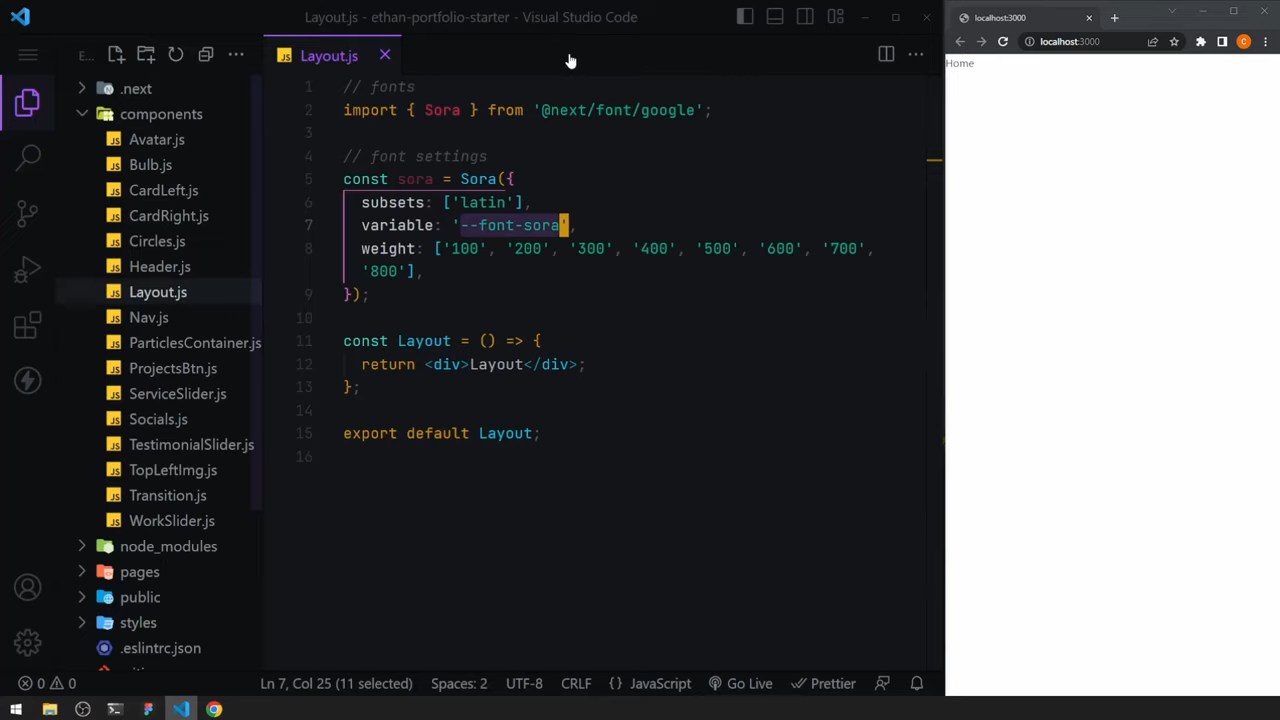 Layout.js - ethan-portfolio-starter - Visual Studio Code
E...
Layout.js
.next
components
Avatar.js
Bulb.js
CardLeft.js
CardRight.js
Circles.js
Header.js
Layout.js
Nav.js
ParticlesContainer.js
ProjectsBtn.js
ServiceSlider.js
Socials.js
TestimonialSlider.js
TopLeftImg.js
Transition.js
WorkSlider.js
node_modules
pages
public
styles
.eslintrc.json
1 // fonts
2 import { Sora } from '@next/font/google';
3
4 // font settings
5 const sora = Sora({
6 subsets: ['latin'],
7 variable: '--font-sora',
8 weight: ['100', '200', '300', '400', '500', '600', '700',
'800'],
9 });
10
11 const Layout = () => {
12 return <div>Layout</div>;
13 };
14
15 export default Layout;
16
0 0
Ln 7, Col 25 (11 selected) Spaces: 2 UTF-8 CRLF {} JavaScript Go Live Prettier
localhost:3000
localhost:3000
C
Home